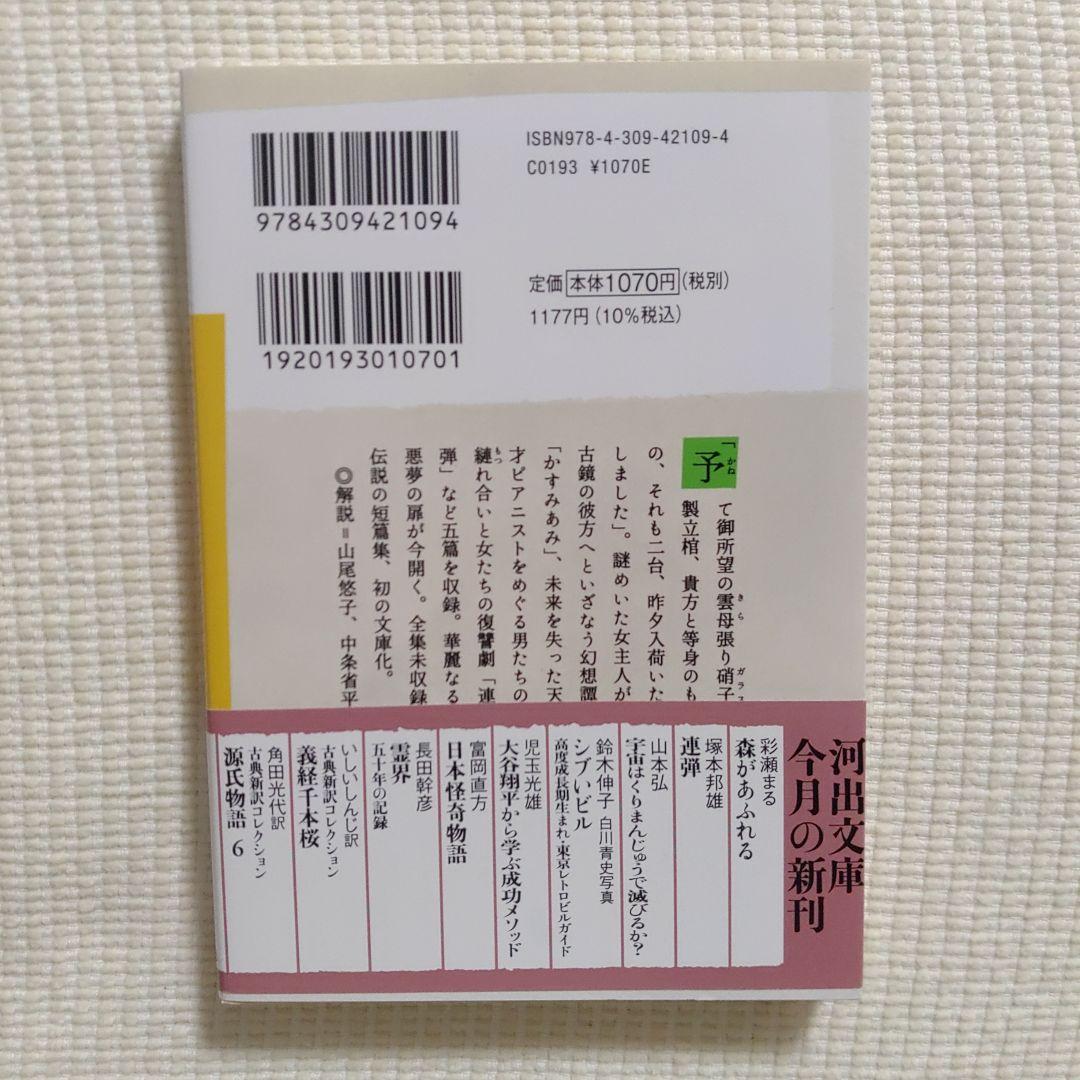 ISBN978-4-309-42109-4
C0193 ¥1070E
9784309421094
定価 本体1070円(税別)
1177円(10%税込)
1920193010701
「予かね
て御所望の雲母きら張り硝子ガラス
製立棺、貴方と等身のも
の、それも二台、昨夕入荷いた
しました」。謎めいた女主人が
古鏡の彼方へといざなう幻想譚
「かすみあみ」、未来を失った天
才ピアニストをめぐる男たちの
縺もつれ合いと女たちの復讐劇「連
弾」など五篇を収録。華麗なる
悪夢の扉が今開く。全集未収録
伝説の短篇集、初の文庫化。
◎解説=山尾悠子、中条省平
河出文庫
今月の新刊
彩瀬まる
森があふれる
塚本邦雄
連弾
山本弘
宇宙はくりまんじゅうで滅びるか?
鈴木伸子 白川青史写真
シブいビル
高度成長期生まれ・東京レトロビルガイド
児玉光雄
大谷翔平から学ぶ成功メソッド
富岡直方
日本怪奇物語
長田幹彦
霊界
五十年の記録
いしいしんじ訳
古典新訳コレクション
義経千本桜
角田光代訳
古典新訳コレクション
源氏物語 6